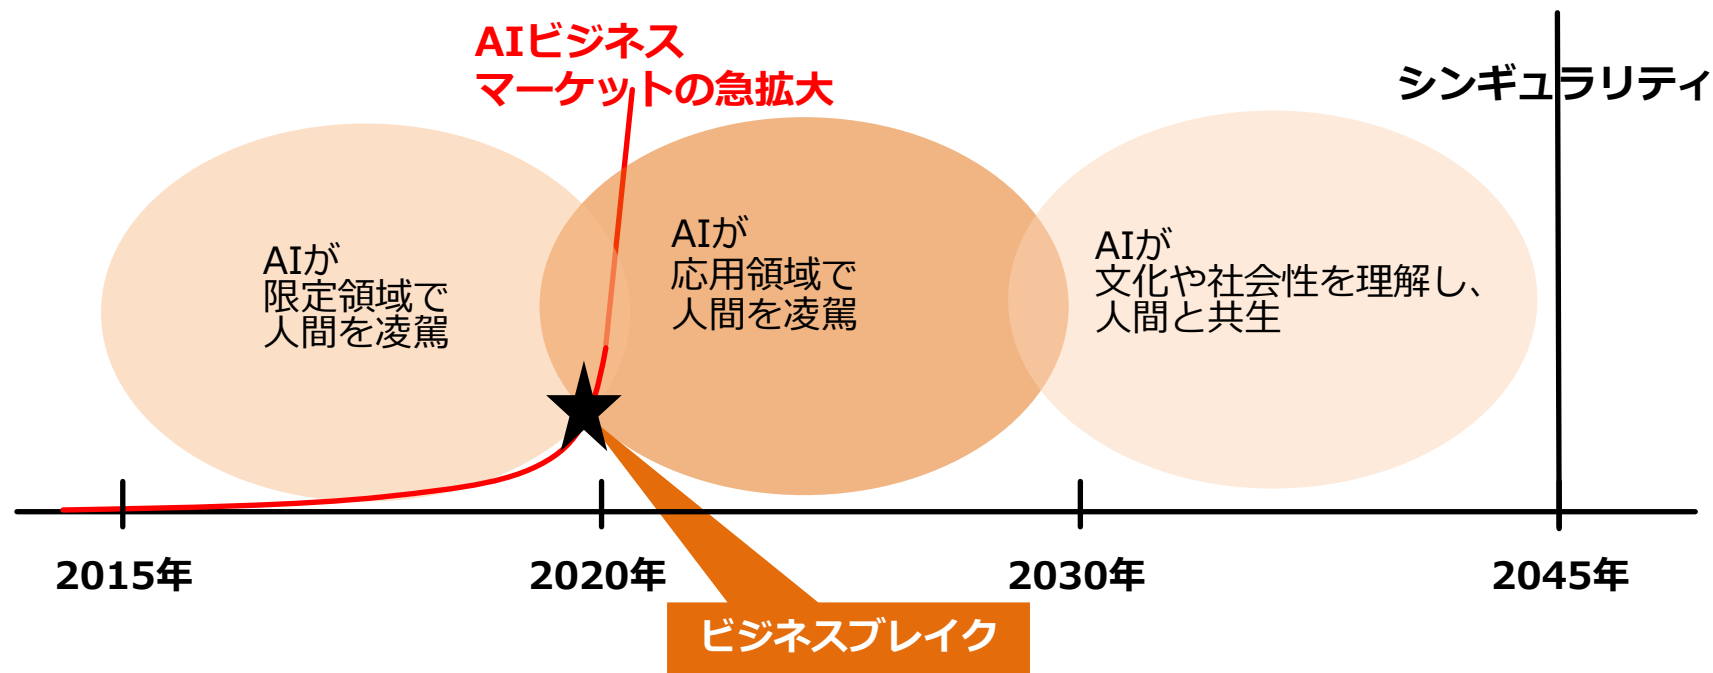 AIビジネス
マーケットの急拡大
シンギュラリティ
AIが
限定領域で
人間を凌駕
AIが
応用領域で
人間を凌駕
AIが
文化や社会性を理解し、
人間と共生
2015年
2020年
2030年
2045年
ビジネスブレイク